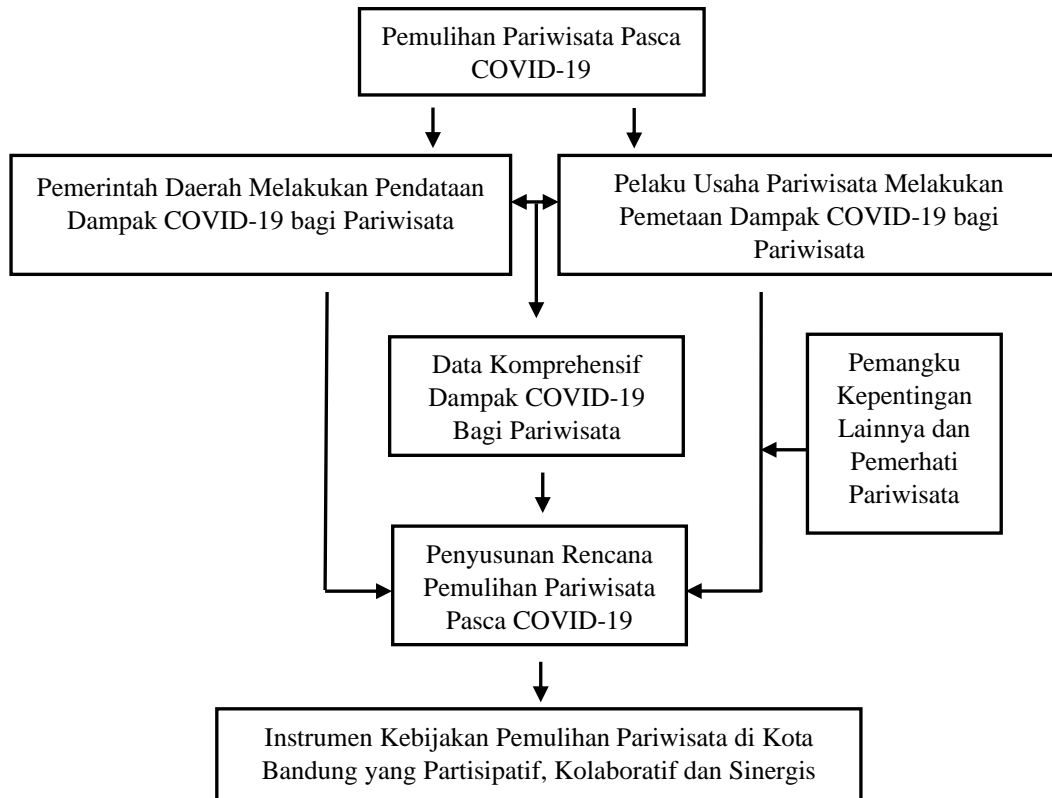 Pemulihan Pariwisata Pasca
COVID-19
Pemerintah Daerah Melakukan Pendataan
Dampak COVID-19 bagi Pariwisata
Pelaku Usaha Pariwisata Melakukan
Pemetaan Dampak COVID-19 bagi
Pariwisata
Data Komprehensif
Dampak COVID-19
Bagi Pariwisata
Pemangku
Kepentingan
Lainnya dan
Pemerhati
Pariwisata
Penyusunan Rencana
Pemulihan Pariwisata
Pasca COVID-19
Instrumen Kebijakan Pemulihan Pariwisata di Kota
Bandung yang Partisipatif, Kolaboratif dan Sinergis